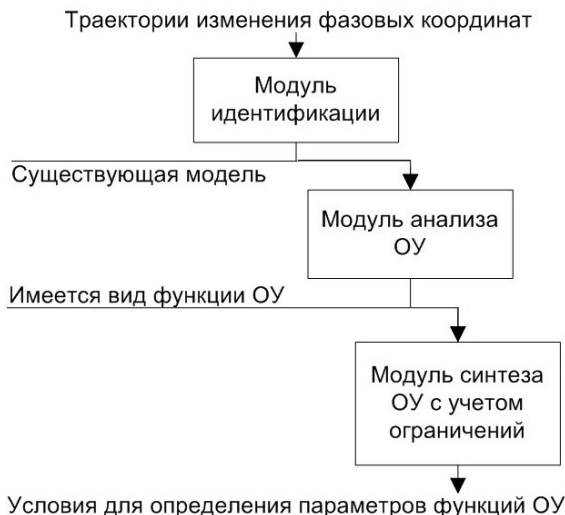 Траектории изменения фазовых координат
Модуль
идентификации
Существующая модель
Модуль анализа
ОУ
Имеется вид функции ОУ
Модуль синтеза
ОУ с учетом
ограничений
Условия для определения параметров функций ОУ